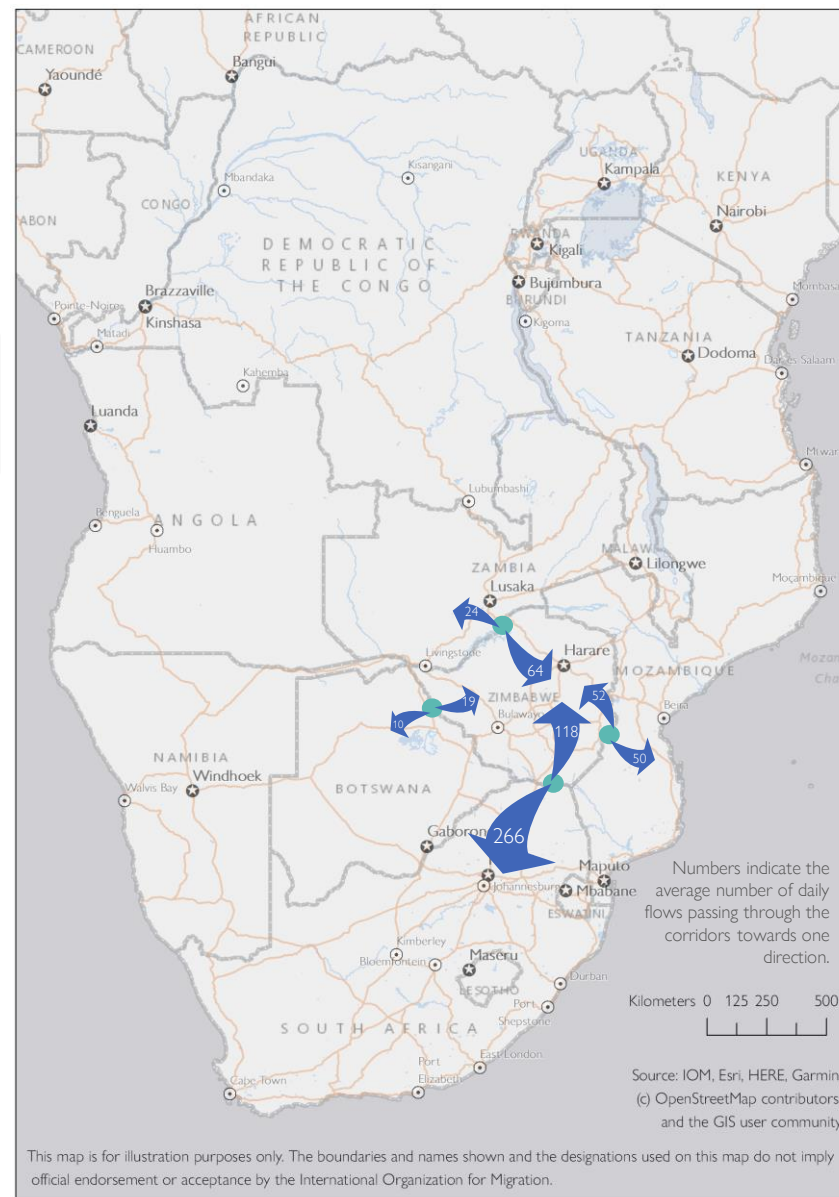 AFRICAN
REPUBLIC
CAMEROON
Yaoundé
Bangui
UGANDA
Kampala
KENYA
Kisangani
Mbandaka
CONGO
ABON
Nairobi
RWANDA
Kigali
DEMOCRATIC
REPUBLIC OF
THE CONGO
Bujumbura
BURUNDI
Mombasa
Brazzaville
Pointe-Noire
Kinshasa
Kigoma
TANZANIA
Matadi
Dodoma
Dar es Salaam
Kahemba
Luanda
Mtwar
Lubumbashi
Benguela
ANGOLA
Huambo
MALAWI
Lilongwe
ZAMBIA
Lusaka
Moçambique
24
Livingstone
64
Harare
MOZAMBIQUE
Mozam
Cha
19
ZIMBABWE
52
10
Bulawayo
118
Beira
50
NAMIBIA
Windhoek
Walvis Bay
BOTSWANA
266
Gaborone
Numbers indicate the
average number of daily
flows passing through the
corridors towards one
direction.
Maputo
Johannesburg
Mbabane
ESWATINI
Kimberley
Bloemfontein
Maseru
LESOTHO
Durban
Port
Shepstone
Kilometers 0 125 250 500
SOUTH AFRICA
East London
Port
Elizabeth
Cape Town
Source: IOM, Esri, HERE, Garmin
(c) OpenStreetMap contributors
and the GIS user community
This map is for illustration purposes only. The boundaries and names shown and the designations used on this map do not imply
official endorsement or acceptance by the International Organization for Migration.